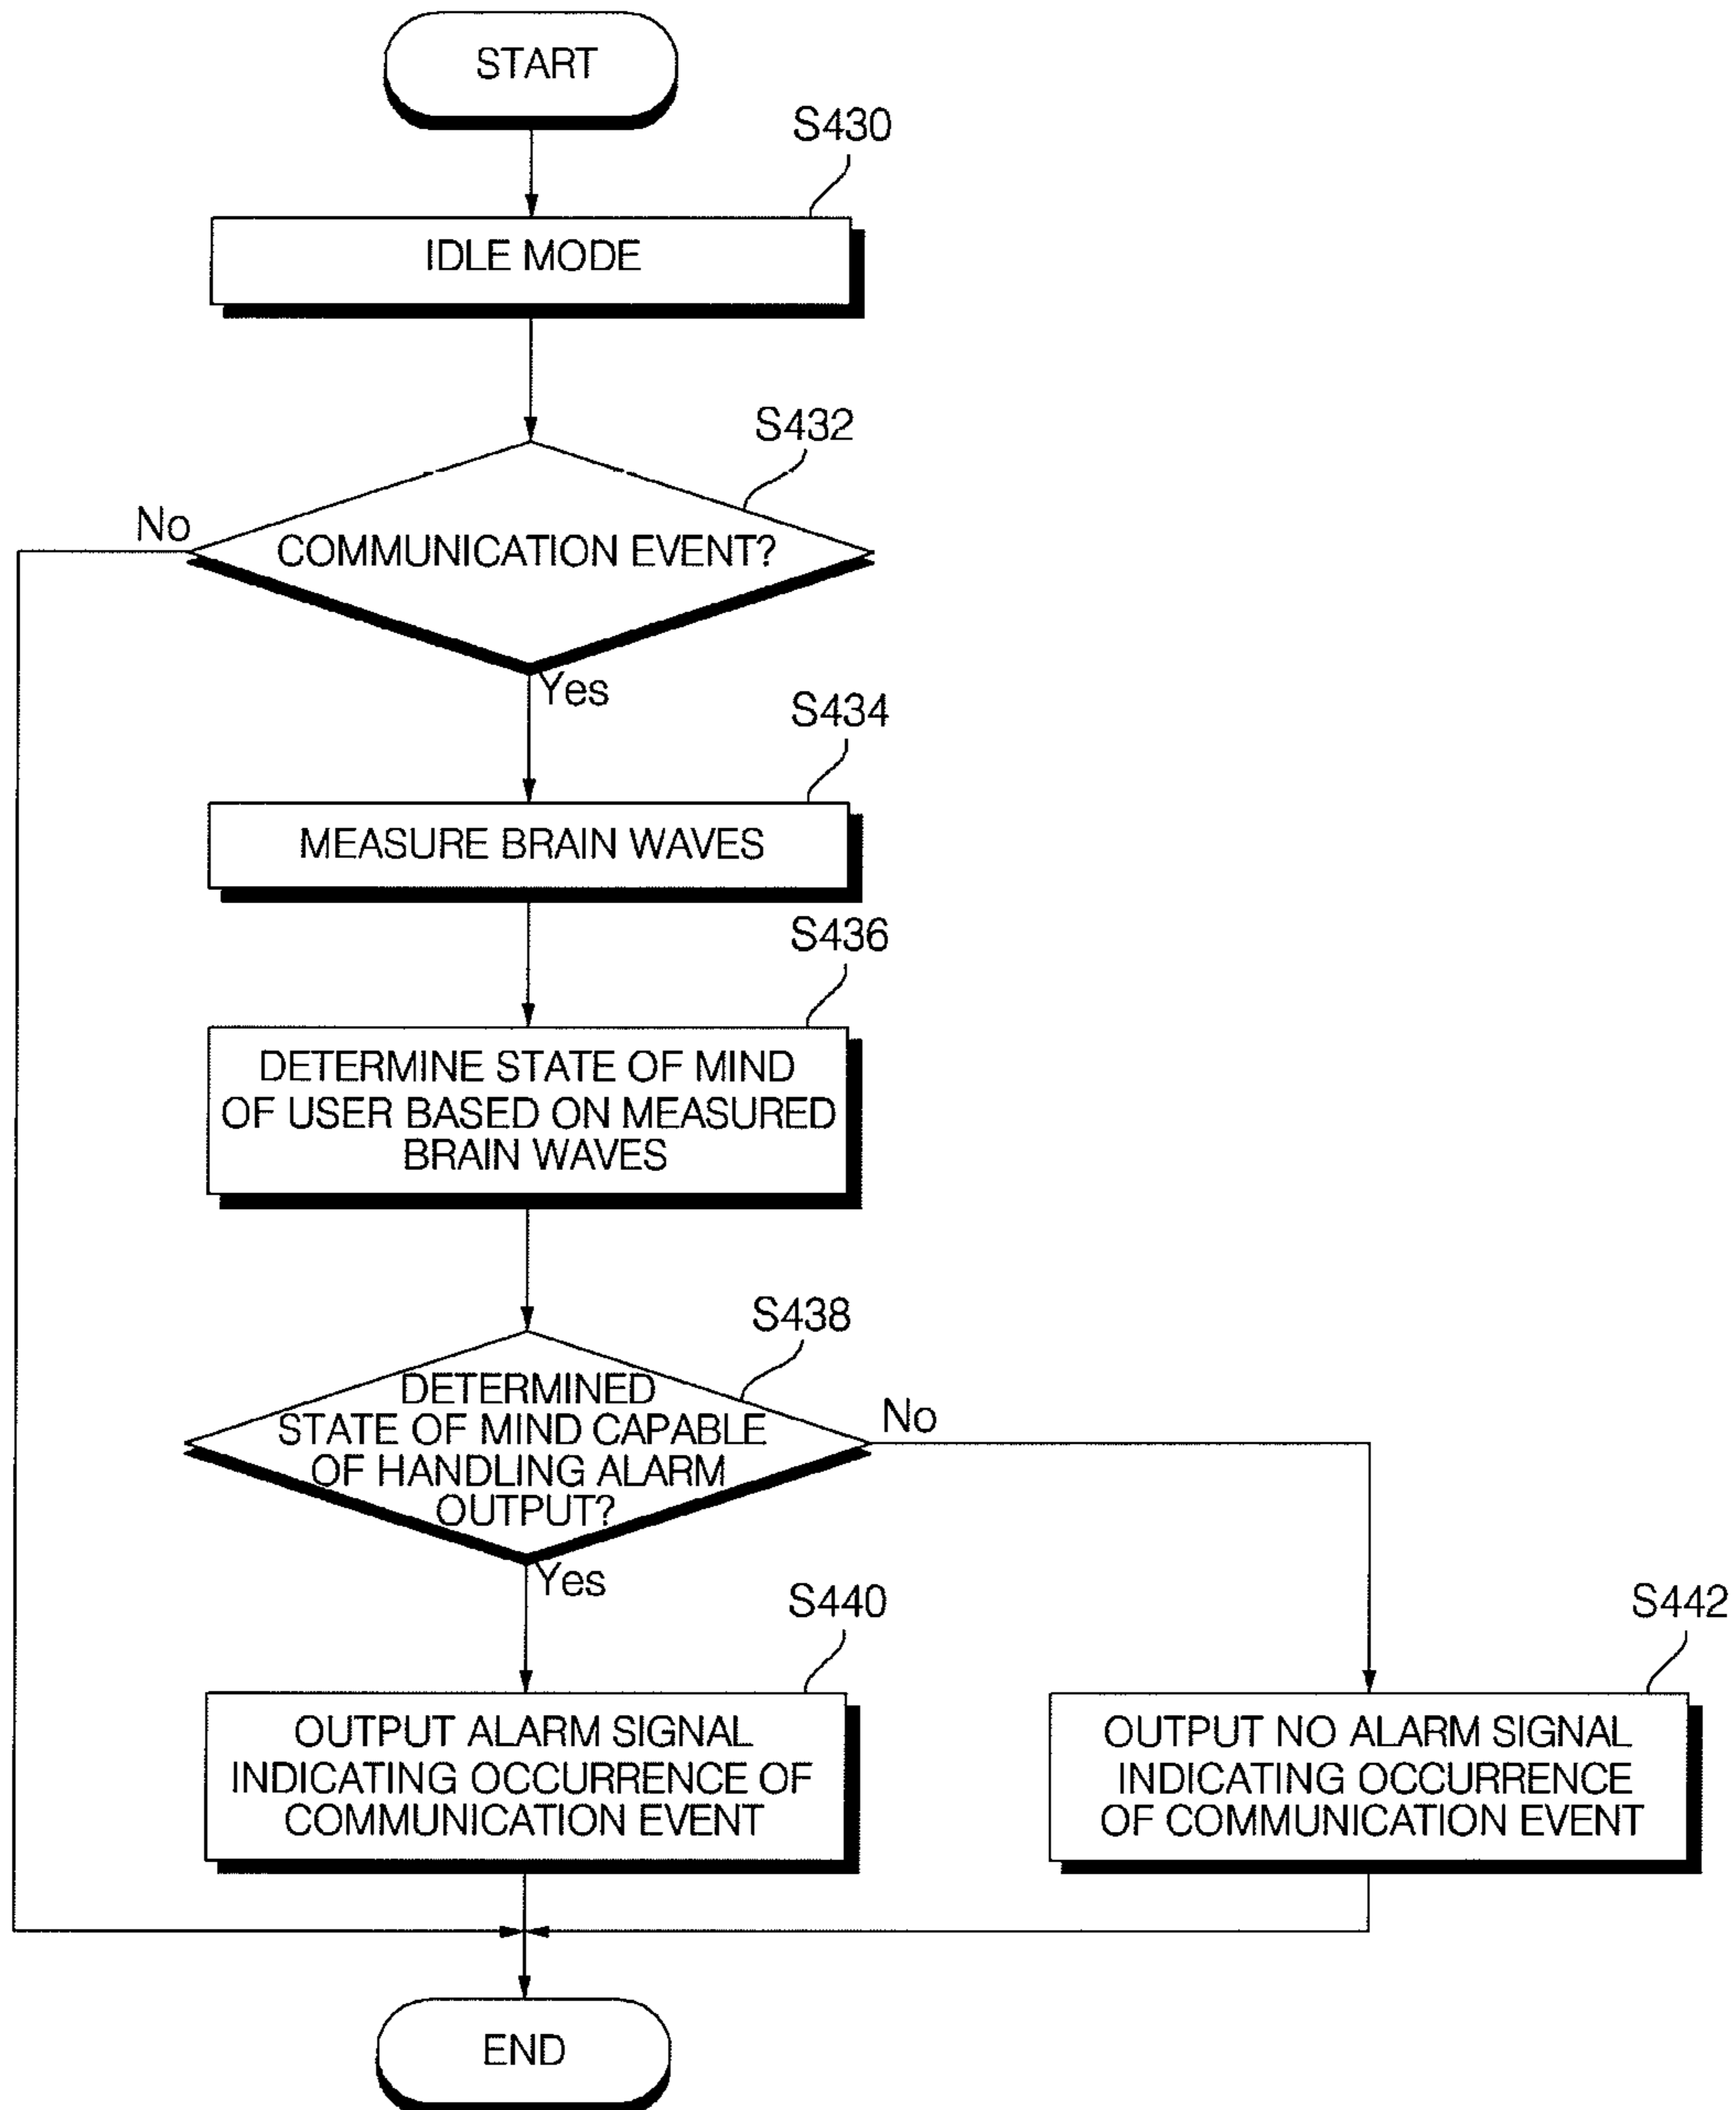 START
S430
IDLE MODE
S432
No
COMMUNICATION EVENT?
Yes
S434
MEASURE BRAIN WAVES
S436
DETERMINE STATE OF MIND
OF USER BASED ON MEASURED
BRAIN WAVES
S438
DETERMINED
STATE OF MIND CAPABLE
OF HANDLING ALARM
OUTPUT?
No
Yes
S440
S442
OUTPUT ALARM SIGNAL
INDICATING OCCURRENCE OF
COMMUNICATION EVENT
OUTPUT NO ALARM SIGNAL
INDICATING OCCURRENCE
OF COMMUNICATION EVENT
END